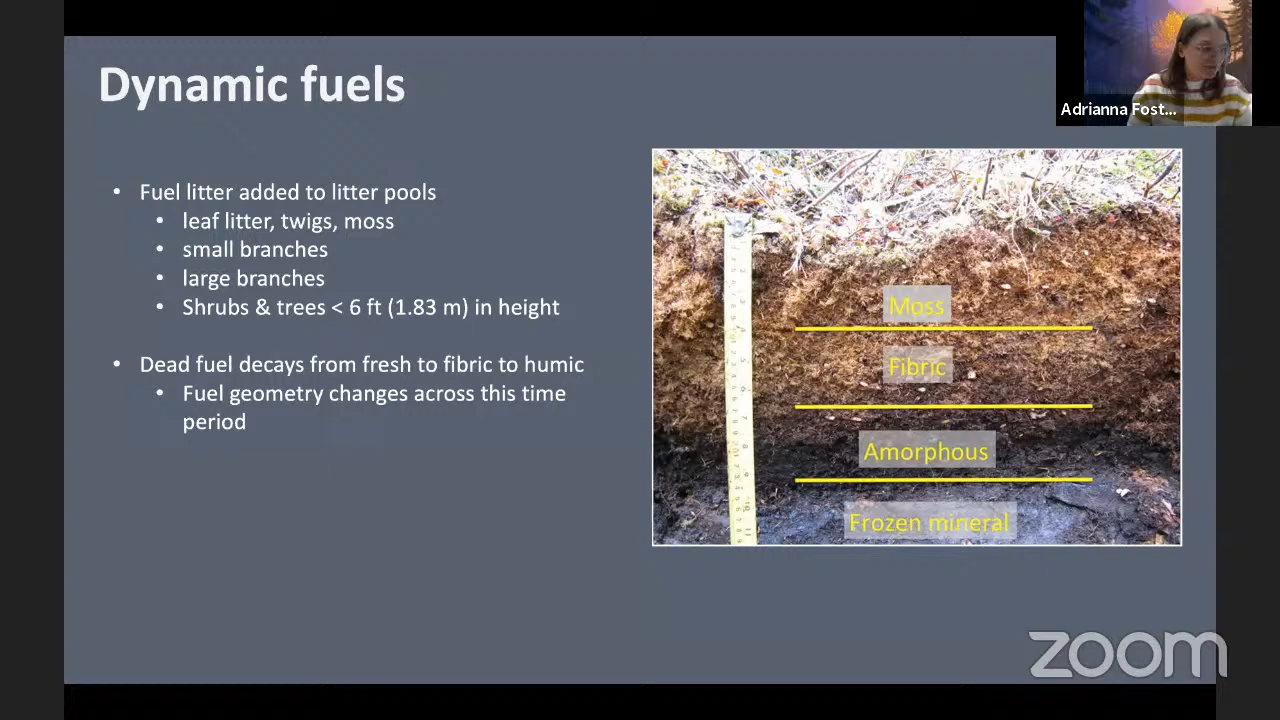 Dynamic fuels
Adrianna Fost...
• Fuel litter added to litter pools
• leaf litter, twigs, moss
• small branches
• large branches
• Shrubs & trees < 6 ft (1.83 m) in height
• Dead fuel decays from fresh to fibric to humic
• Fuel geometry changes across this time
period
Moss
Fibric
Amorphous
Frozen mineral
zoom